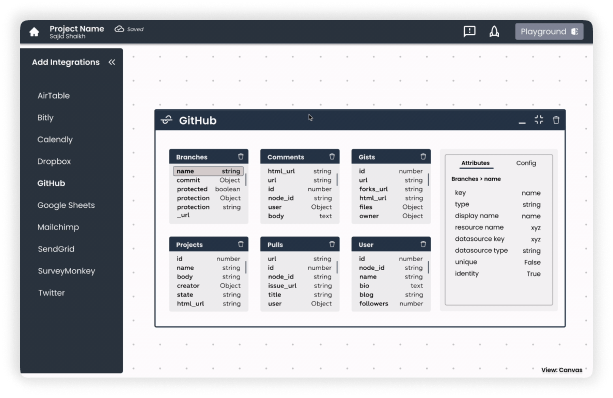 Project Name
Sajid Shaikh
Saved
Playground
Add Integrations
AirTable
Bitly
Calendly
Dropbox
GitHub
Google Sheets
Mailchimp
SendGrid
SurveyMonkey
Twitter
GitHub
Branches
name string
commit Object
protected boolean
protection Object
protection string
_url
Comments
html_url string
url string
id number
node_id string
user Object
body text
Gists
id number
url string
forks_url string
html_url string
files Object
owner Object
Projects
id number
name string
body string
creator Object
state string
html_url string
Pulls
url string
id number
node_id string
issue_url string
title string
user Object
User
id number
node_id string
name string
bio text
blog string
followers number
Attributes Config
Branches > name
key name
type string
display name name
resource name xyz
datasource key xyz
datasource type string
unique False
identity True
View: Canvas